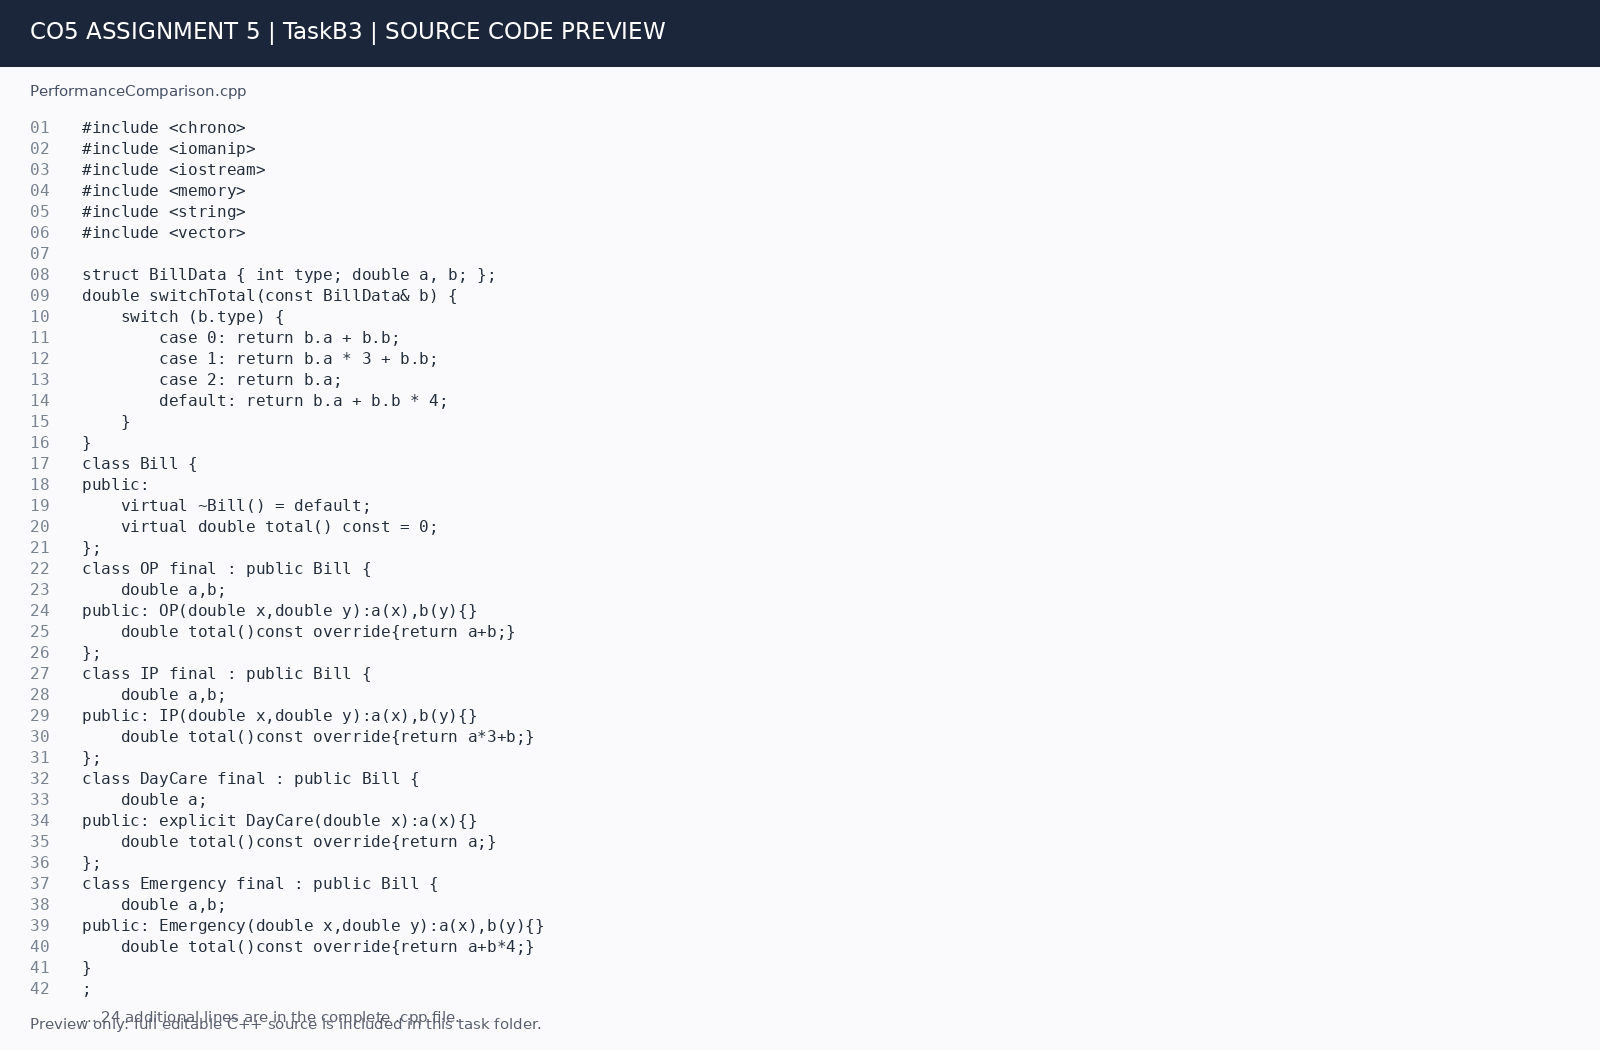 CO5 ASSIGNMENT 5 | TaskB3 | SOURCE CODE PREVIEW
PerformanceComparison.cpp
01 #include <chrono>
02 #include <iomanip>
03 #include <iostream>
04 #include <memory>
05 #include <string>
06 #include <vector>
07
08 struct BillData { int type; double a, b; };
09 double switchTotal(const BillData& b) {
10     switch (b.type) {
11         case 0: return b.a + b.b;
12         case 1: return b.a * 3 + b.b;
13         case 2: return b.a;
14         default: return b.a + b.b * 4;
15     }
16 }
17 class Bill {
18 public:
19     virtual ~Bill() = default;
20     virtual double total() const = 0;
21 };
22 class OP final : public Bill {
23     double a,b;
24 public: OP(double x,double y):a(x),b(y){}
25     double total()const override{return a+b;}
26 };
27 class IP final : public Bill {
28     double a,b;
29 public: IP(double x,double y):a(x),b(y){}
30     double total()const override{return a*3+b;}
31 };
32 class DayCare final : public Bill {
33     double a;
34 public: explicit DayCare(double x):a(x){}
35     double total()const override{return a;}
36 };
37 class Emergency final : public Bill {
38     double a,b;
39 public: Emergency(double x,double y):a(x),b(y){}
40     double total()const override{return a+b*4;}
41 }
42 ;
... 24 additional lines are in the complete .cpp file.
Preview only: full editable C++ source is included in this task folder.